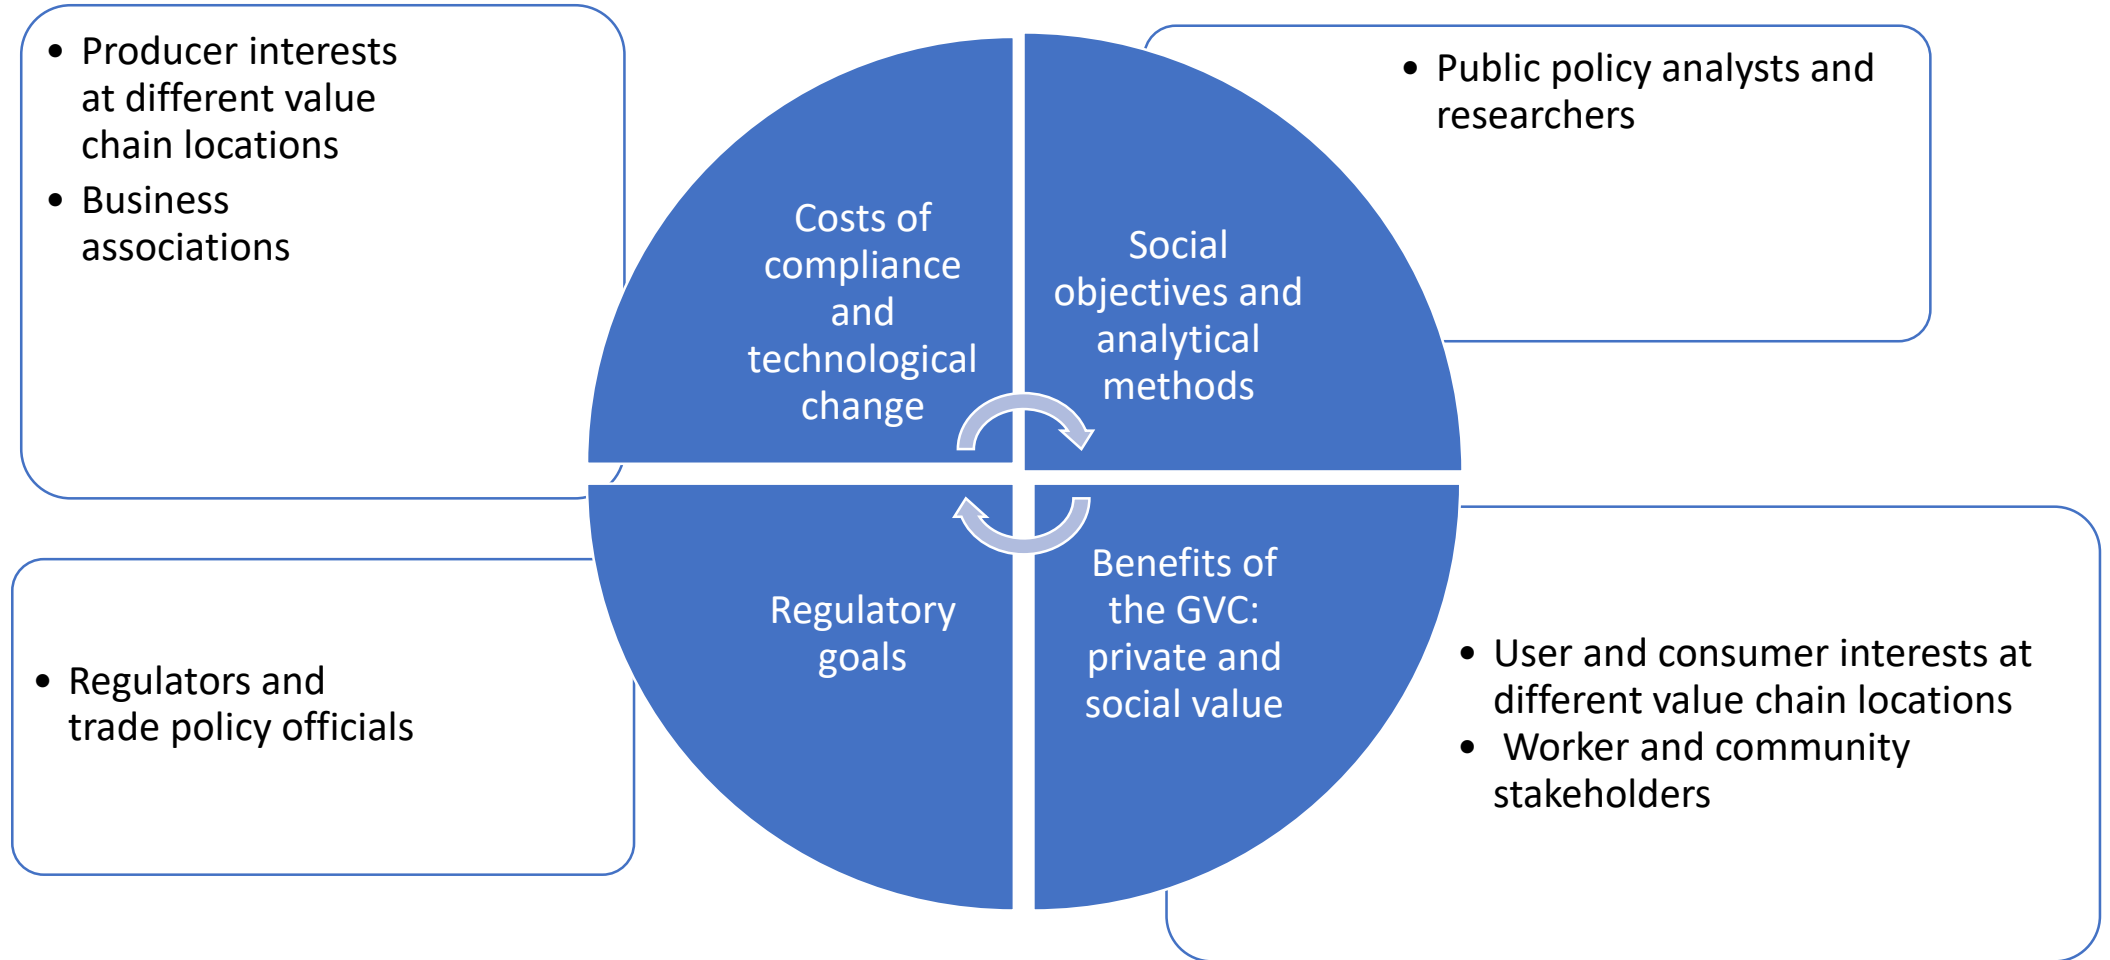 • Producer interests
at different value
chain locations
• Business
associations
Costs of
compliance
and
technological
change
Social
objectives and
analytical
methods
• Public policy analysts and
researchers
• Regulators and
trade policy officials
Regulatory
goals
Benefits of
the GVC:
private and
social value
• User and consumer interests at
different value chain locations
• Worker and community
stakeholders